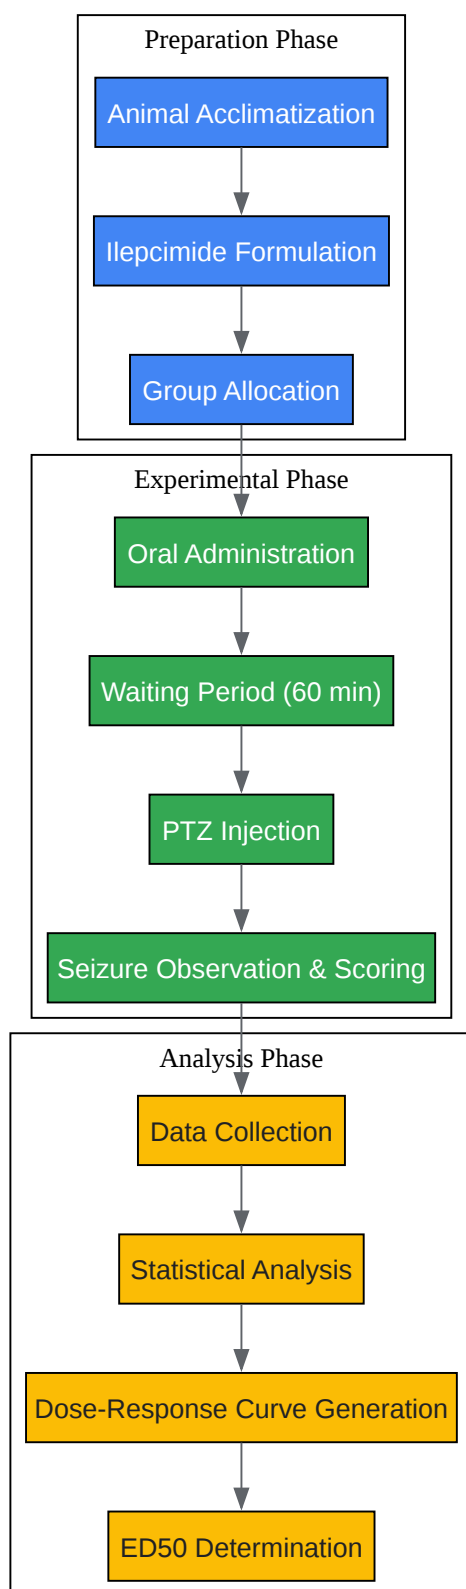 Preparation Phase
Animal Acclimatization
Ilepcimide Formulation
Group Allocation
Experimental Phase
Oral Administration
Waiting Period (60 min)
PTZ Injection
Seizure Observation & Scoring
Analysis Phase
Data Collection
Statistical Analysis
Dose-Response Curve Generation
ED50 Determination